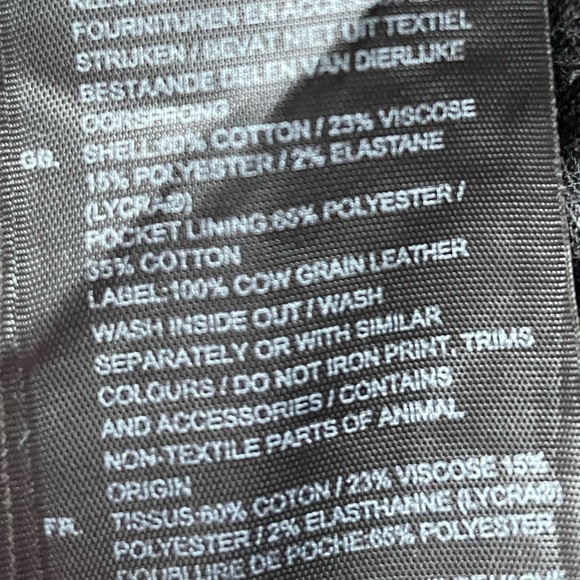 FOURNITUREN EN
STRIJKEN / BEVAT NIET UIT TEXTIEL
BESTAANDE DELEN VAN DIERLIJKE
OORSPRONG
GB. SHELL:60% COTTON / 23% VISCOSE
15% POLYESTER / 2% ELASTANE
(LYCRA®)
POCKET LINING:65% POLYESTER /
35% COTTON
LABEL:100% COW GRAIN LEATHER
WASH INSIDE OUT / WASH
SEPARATELY OR WITH SIMILAR
COLOURS / DO NOT IRON PRINT, TRIMS
AND ACCESSORIES / CONTAINS
NON-TEXTILE PARTS OF ANIMAL
ORIGIN
FR. TISSUS:60% COTON / 23% VISCOSE 15%
POLYESTER / 2% ELASTHANNE (LYCRA®)
DOUBLURE DE POCHE:65% POLYESTER